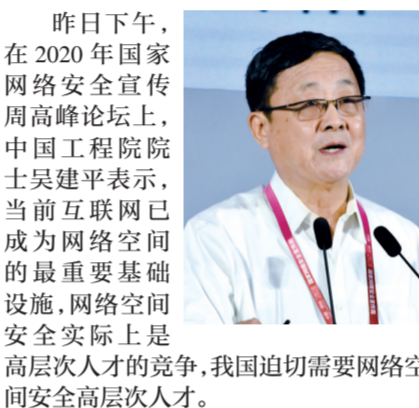 昨日下午，
在 2020 年国家
网络安全宣传
周高峰论坛上，
中国工程院院
士吴建平表示，
当前互联网已
成为网络空间
的最重要基础
设施，网络空间
安全实际上是
高层次人才的竞争，我国迫切需要网络空
间安全高层次人才。